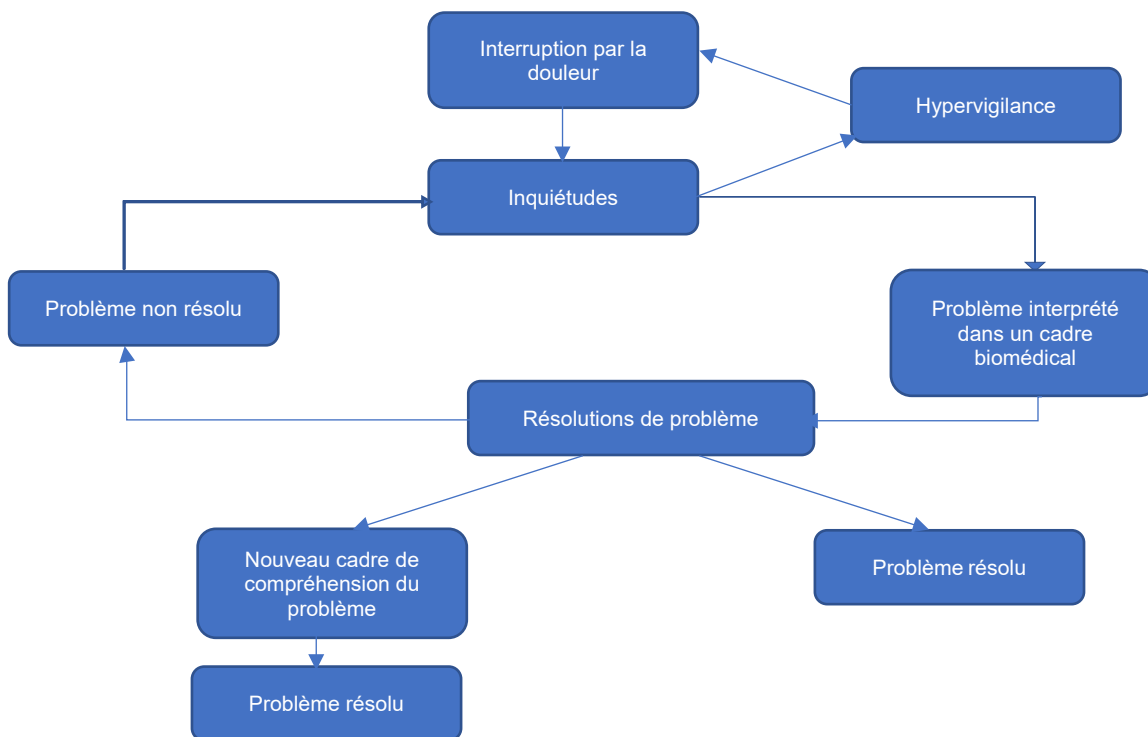 Interruption par la
douleur
Hypervigilance
Inquiétudes
Problème non résolu
Problème interprété
dans un cadre
biomédical
Résolutions de problème
Nouveau cadre de
compréhension du
problème
Problème résolu
Problème résolu